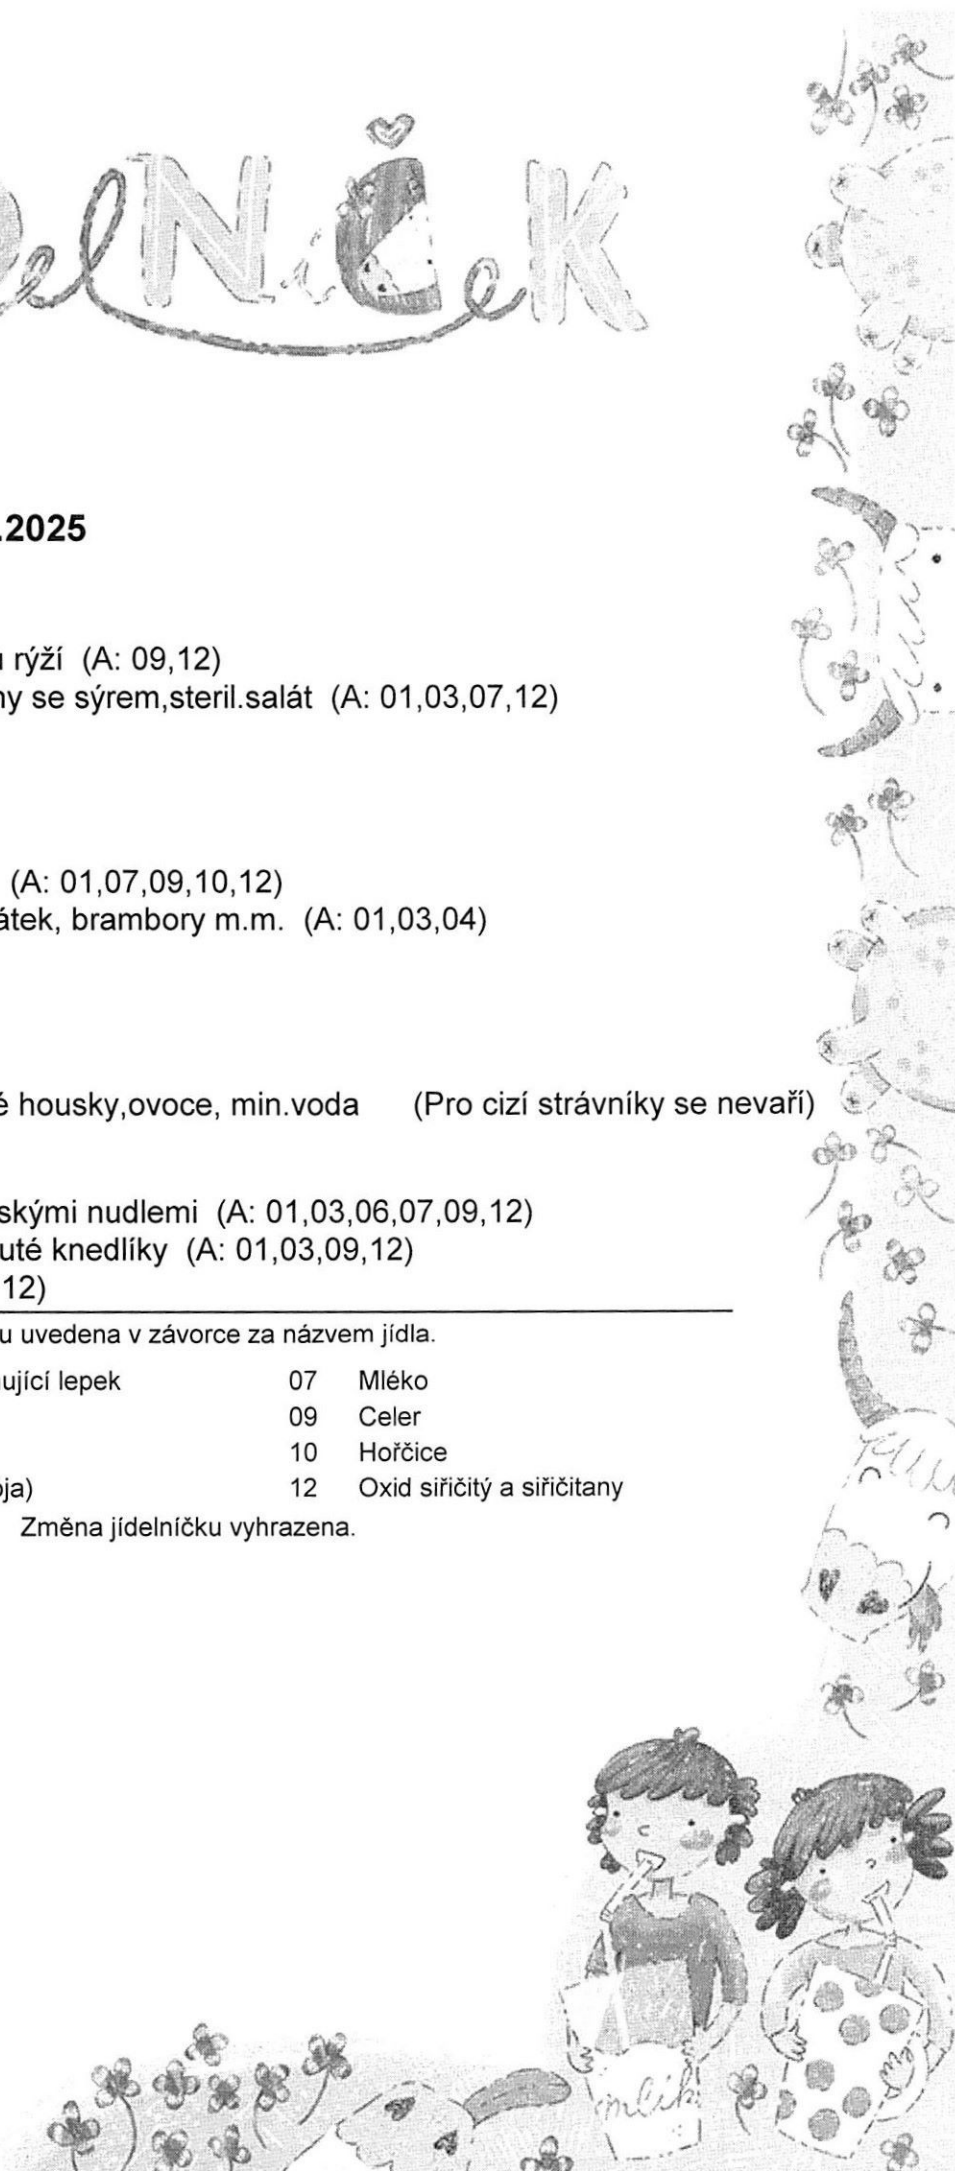 elNíČeK
.2025
rýží (A: 09,12)
se sýrem,steril.salát (A: 01,03,07,12)
(A: 01,07,09,10,12)
átek, brambory m.m. (A: 01,03,04)
é housky,ovoce, min.voda (Pro cizí strávníky se nevaří)
skými nudlemi (A: 01,03,06,07,09,12)
uté knedlíky (A: 01,03,09,12)
12)
u uvedena v závorce za názvem jídla.
ující lepek 07 Mléko
09 Celer
10 Hořčice
ja) 12 Oxid siřičitý a siřičitany
Změna jídelníčku vyhrazena.
mlék